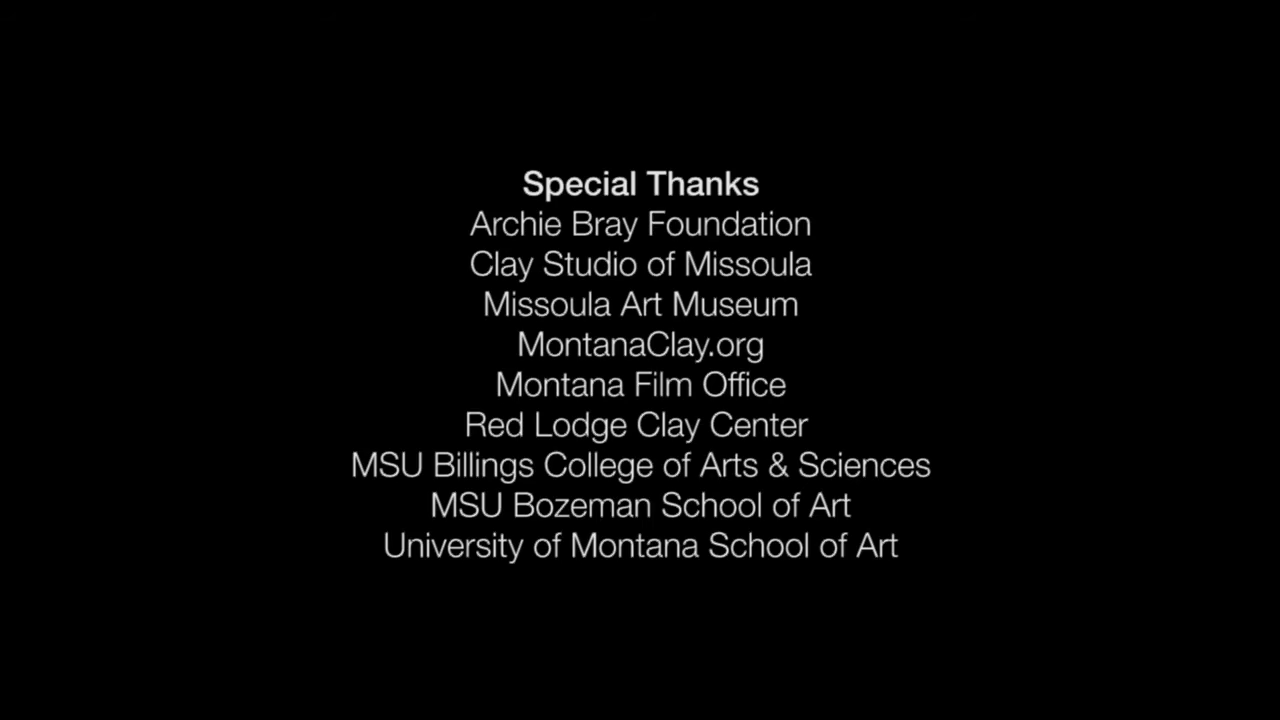 Special Thanks
Archie Bray Foundation
Clay Studio of Missoula
Missoula Art Museum
MontanaClay.org
Montana Film Office
Red Lodge Clay Center
MSU Billings College of Arts & Sciences
MSU Bozeman School of Art
University of Montana School of Art